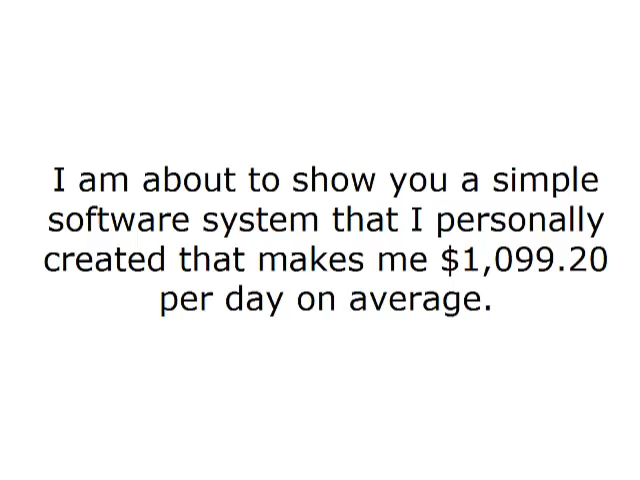 I am about to show you a simple
software system that I personally
created that makes me $1,099.20
per day on average.